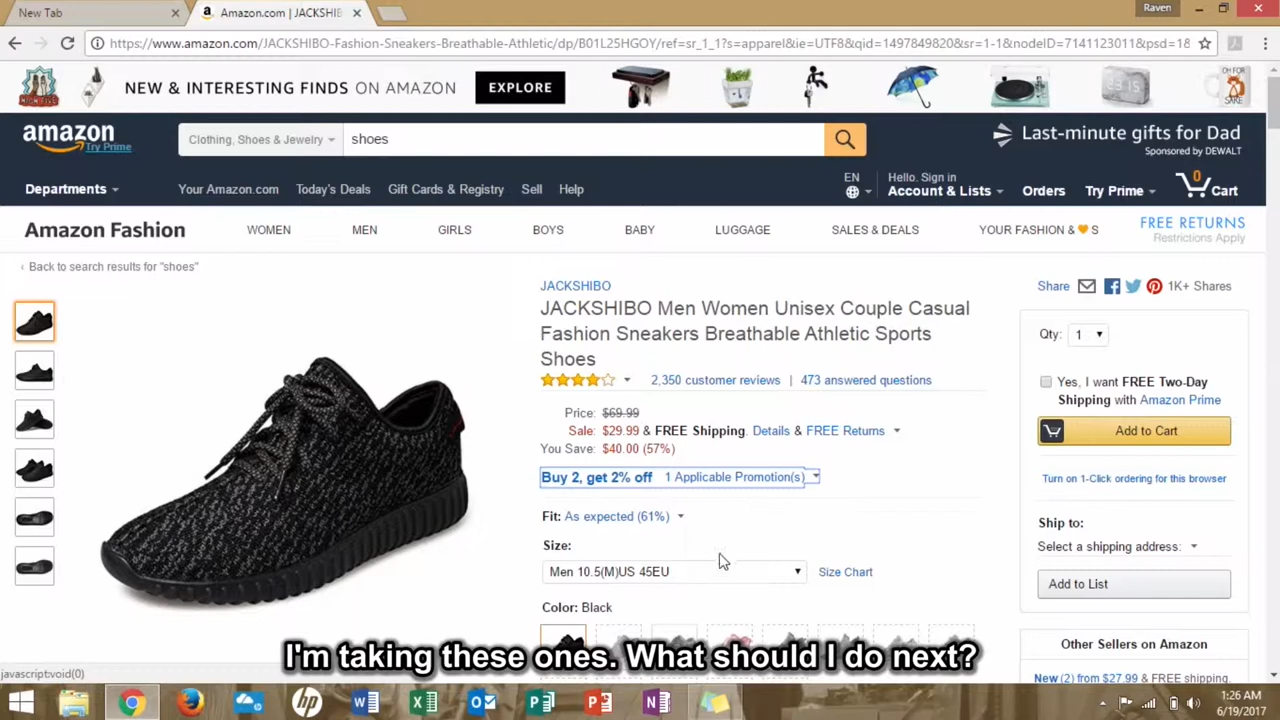 New Tab
Amazon.com | JACKSHIB
Raven
https://www.amazon.com/JACKSHIBO-Fashion-Sneakers-Breathable-Athletic/dp/B01L25HGOY/ref=sr_1_1?s=apparel&ie=UTF8&qid=1497849820&sr=1-1&nodeID=7141123011&psd=18
NEW & INTERESTING FINDS ON AMAZON
EXPLORE
amazon
Try Prime
Clothing, Shoes & Jewelry
shoes
Last-minute gifts for Dad
Sponsored by DEWALT
Departments
Your Amazon.com
Today's Deals
Gift Cards & Registry
Sell
Help
EN
Hello. Sign in
Account & Lists
Orders
Try Prime
0
Cart
Amazon Fashion
WOMEN
MEN
GIRLS
BOYS
BABY
LUGGAGE
SALES & DEALS
YOUR FASHION & S
FREE RETURNS
Restrictions Apply
‹ Back to search results for "shoes"
JACKSHIBO
JACKSHIBO Men Women Unisex Couple Casual
Fashion Sneakers Breathable Athletic Sports
Shoes
2,350 customer reviews | 473 answered questions
Price: $69.99
Sale: $29.99 & FREE Shipping. Details & FREE Returns
You Save: $40.00 (57%)
Buy 2, get 2% off 1 Applicable Promotion(s)
Fit: As expected (61%)
Size:
Men 10.5(M)US 45EU
Size Chart
Color: Black
Share
1K+ Shares
Qty: 1
Yes, I want FREE Two-Day
Shipping with Amazon Prime
Add to Cart
Turn on 1-Click ordering for this browser
Ship to:
Select a shipping address:
Add to List
Other Sellers on Amazon
New (2) from $27.99 & FREE shipping.
I'm taking these ones. What should I do next?
javascript:void(0)
1:26 AM
6/19/2017